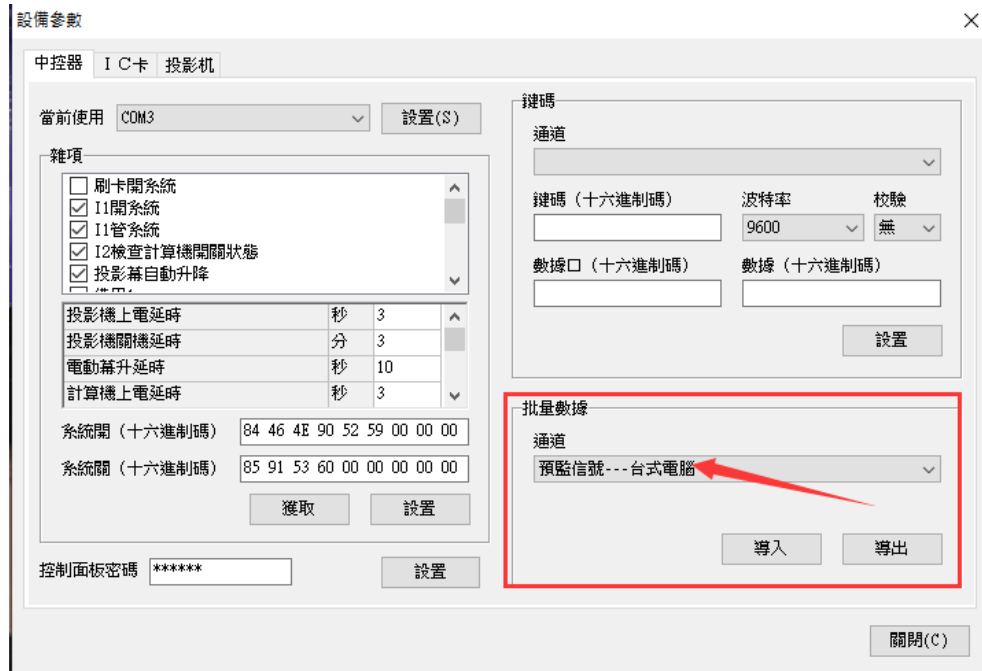 設備參數
中控器 ＩＣ卡 投影机
當前使用 COM3 設置(S)
雜項
刷卡開系統
I1開系統
I1管系統
I2檢查計算機開關狀態
投影幕自動升降
投影機上電延時 秒 3
投影機關機延時 分 3
電動幕升延時 秒 10
計算機上電延時 秒 3
系統開（十六進制碼） 84 46 4E 90 52 59 00 00 00
系統關（十六進制碼） 85 91 53 60 00 00 00 00 00
獲取 設置
控制面板密碼 ****** 設置
鍵碼
通道
鍵碼（十六進制碼） 波特率 校驗
9600 無
數據口（十六進制碼） 數據（十六進制碼）
設置
批量數據
通道
預監信號---台式電腦
導入 導出
關閉(C)